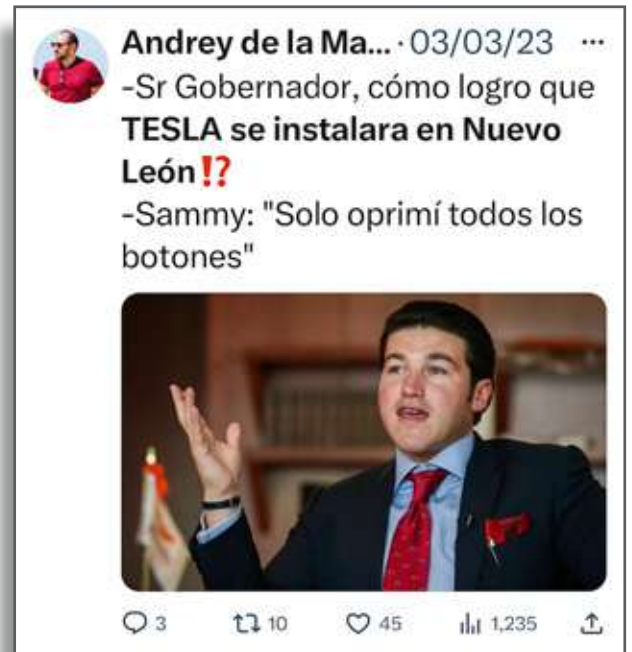 Andrey de la Ma... · 03/03/23 ...
-Sr Gobernador, cómo logro que
TESLA se instalara en Nuevo
León⁉️
-Sammy: "Solo oprimí todos los
botones"
3 10 45 1,235